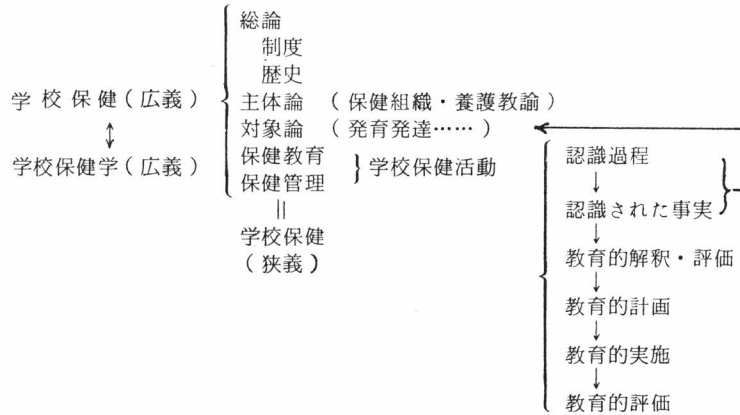 総論
制度
歴史
学校保健(広義)
主体論 (保健組織・養護教諭)
↕
対象論 (発育発達……)
学校保健学(広義)
保健教育
保健管理
学校保健活動
||
学校保健
(狭義)
認識過程
↓
認識された事実
↓
教育的解釈・評価
↓
教育的計画
↓
教育的実施
↓
教育的評価